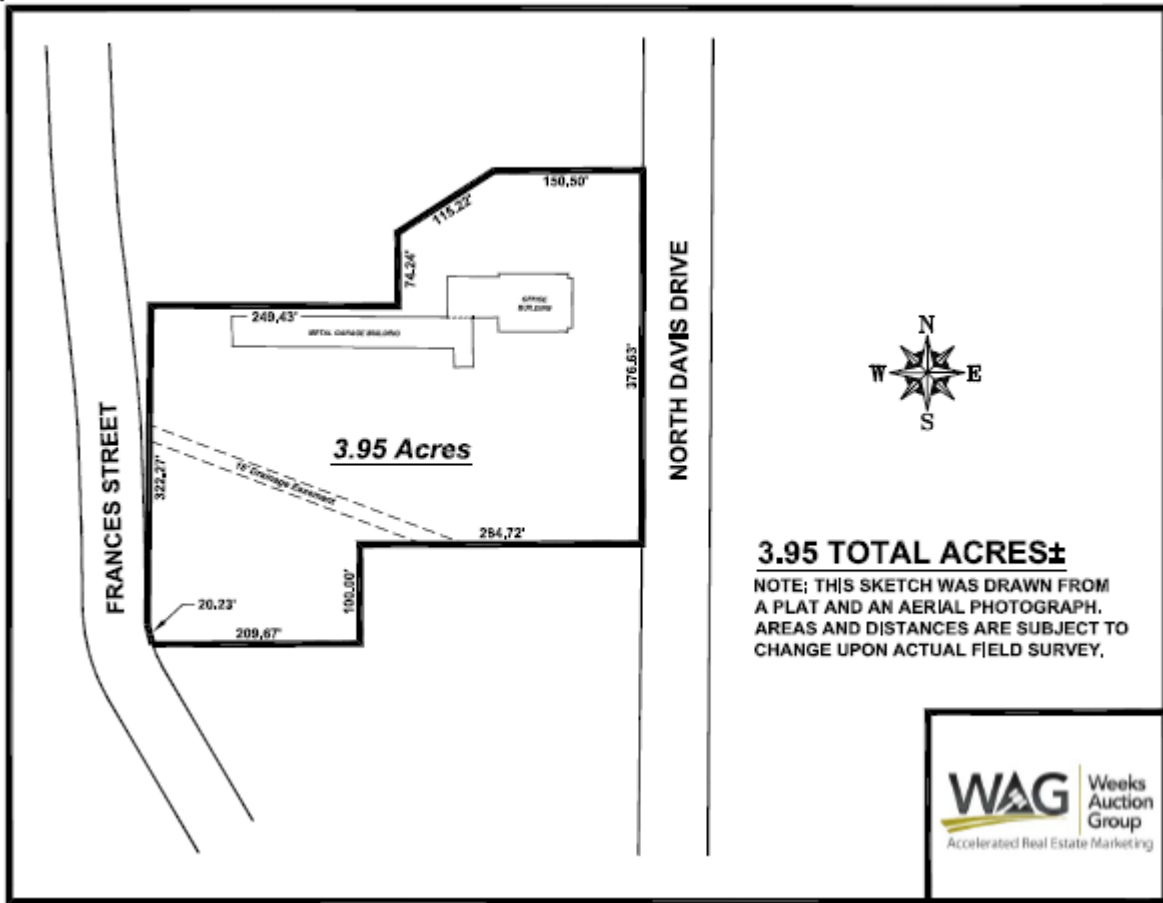 150.50'
115.22'
74.24'
OFFICE
BUILDING
249.43'
METAL GARAGE BUILDING
376.63'
NORTH DAVIS DRIVE
N
W E
S
FRANCES STREET
322.27'
3.95 Acres
Drainage Easement
284.72'
20.23'
100.00'
209.67'
3.95 TOTAL ACRES±
NOTE: THIS SKETCH WAS DRAWN FROM
A PLAT AND AN AERIAL PHOTOGRAPH.
AREAS AND DISTANCES ARE SUBJECT TO
CHANGE UPON ACTUAL FIELD SURVEY.
WAG
Weeks
Auction
Group
Accelerated Real Estate Marketing